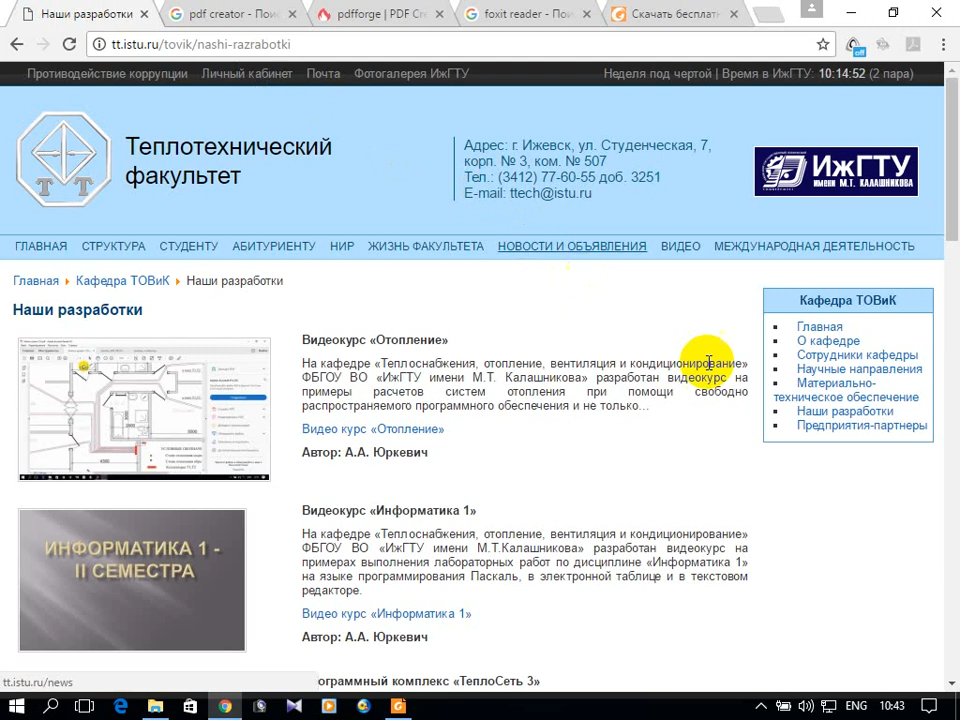 Наши разработки
pdf creator - Пои
pdfforge | PDF Cre
foxit reader - Пои
Скачать бесплат
tt.istu.ru/tovik/nashi-razrabotki
off
Противодействие коррупции Личный кабинет Почта Фотогалерея ИжГТУ
Неделя под чертой | Время в ИжГТУ: 10:14:52 (2 пара)
Теплотехнический
факультет
Адрес: г. Ижевск, ул. Студенческая, 7,
корп. № 3, ком. № 507
Тел.: (3412) 77-60-55 доб. 3251
E-mail: ttech@istu.ru
ИжГТУ
ИМЕНИ М.Т. КАЛАШНИКОВА
ГЛАВНАЯ СТРУКТУРА СТУДЕНТУ АБИТУРИЕНТУ НИР ЖИЗНЬ ФАКУЛЬТЕТА НОВОСТИ И ОБЪЯВЛЕНИЯ ВИДЕО МЕЖДУНАРОДНАЯ ДЕЯТЕЛЬНОСТЬ
Главная Кафедра ТОВиК Наши разработки
Наши разработки
Видеокурс «Отопление»
На кафедре «Теплоснабжения, отопление, вентиляция и кондиционирование»
ФБГОУ ВО «ИжГТУ имени М.Т. Калашникова» разработан видеокурс на
примеры расчетов систем отопления при помощи свободно
распространяемого программного обеспечения и не только...
Видео курс «Отопление»
Автор: А.А. Юркевич
ИНФОРМАТИКА 1 -
II СЕМЕСТРА
Видеокурс «Информатика 1»
На кафедре «Теплоснабжения, отопление, вентиляция и кондиционирование»
ФБГОУ ВО «ИжГТУ имени М.Т.Калашникова» разработан видеокурс на
примерах выполнения лабораторных работ по дисциплине «Информатика 1»
на языке программирования Паскаль, в электронной таблице и в текстовом
редакторе.
Видео курс «Информатика 1»
Автор: А.А. Юркевич
ограммный комплекс «ТеплоСеть 3»
Кафедра ТОВиК
Главная
О кафедре
Сотрудники кафедры
Научные направления
Материально-
техническое обеспечение
Наши разработки
Предприятия-партнеры
tt.istu.ru/news
ENG 10:43